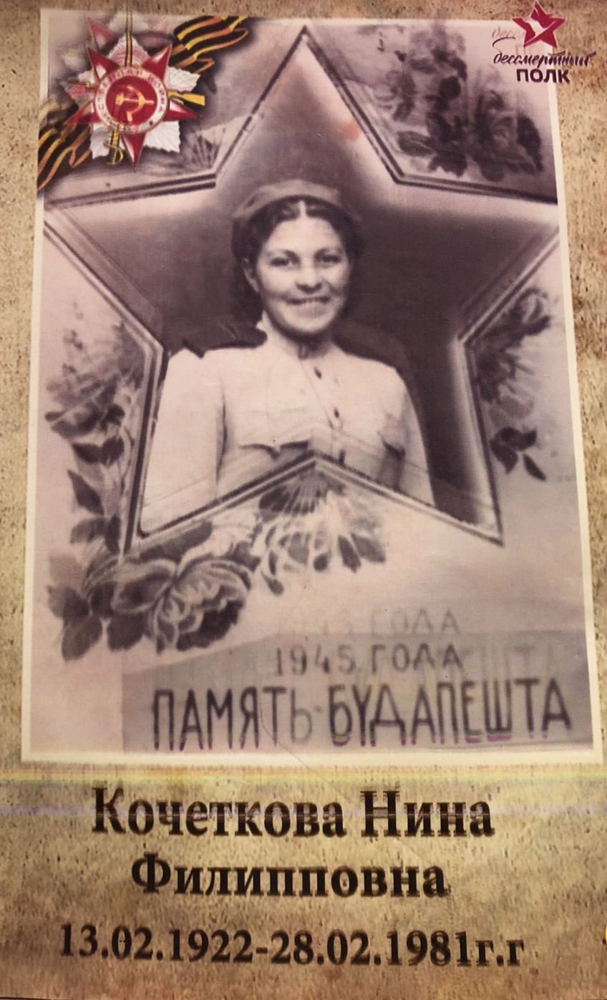 бессмертный
ПОЛК
1945 ГОДА
ПАМЯТЬ БУДАПЕШТА
Кочеткова Нина
Филипповна
13.02.1922-28.02.1981г.г